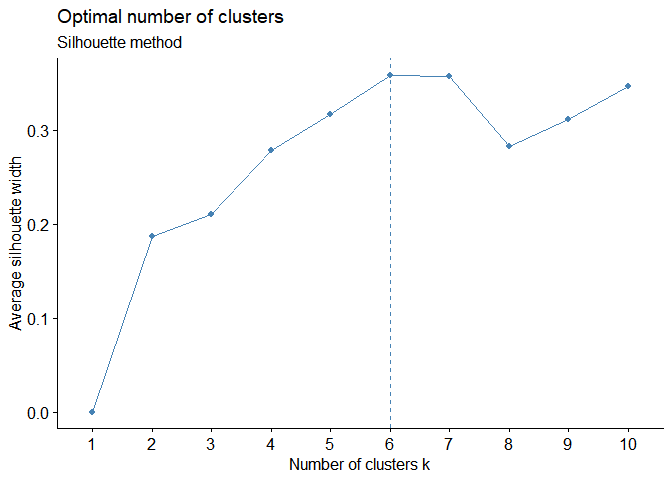 Optimal number of clusters
Silhouette method
Average silhouette width
0.3
0.2
0.1
0.0
1 2 3 4 5 6 7 8 9 10
Number of clusters k